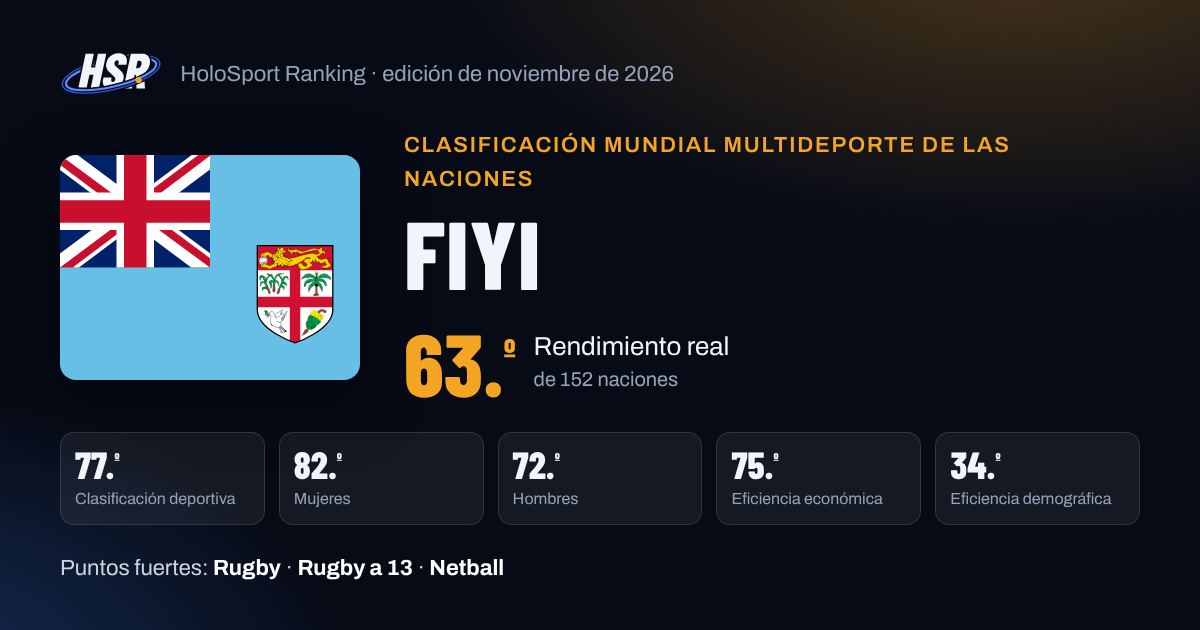 HSR
HoloSport Ranking · edición de noviembre de 2026
CLASIFICACIÓN MUNDIAL MULTIDEPORTE DE LAS
NACIONES
FIYI
63.º
Rendimiento real
de 152 naciones
77.º
Clasificación deportiva
82.º
Mujeres
72.º
Hombres
75.º
Eficiencia económica
34.º
Eficiencia demográfica
Puntos fuertes: Rugby · Rugby a 13 · Netball